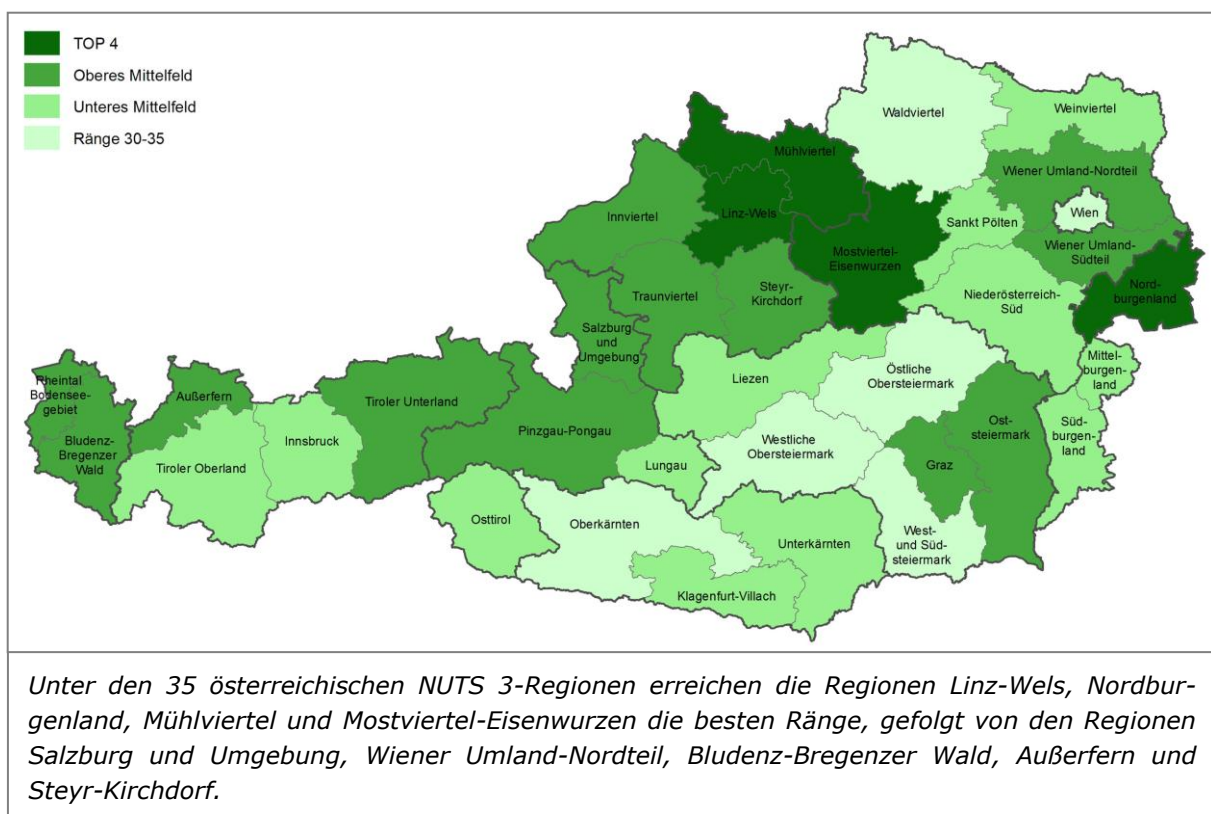 TOP 4
Oberes Mittelfeld
Unteres Mittelfeld
Ränge 30-35
Waldviertel
Weinviertel
Mühlviertel
Wiener Umland-Nordteil
Linz-Wels
Innviertel
Sankt Pölten
Wien
Mostviertel-
Eisenwurzen
Wiener Umland-
Südteil
Nord-
burgenland
Traunviertel
Steyr-
Kirchdorf
Niederösterreich-
Süd
Salzburg
und
Umgebung
Mittel-
burgen-
land
Rheintal
Bodensee-
gebiet
Außerfern
Tiroler Unterland
Liezen
Östliche
Obersteiermark
Bludenz-
Bregenzer
Wald
Innsbruck
Pinzgau-Pongau
Ost-
steiermark
Süd-
burgen-
land
Tiroler Oberland
Lungau
Westliche
Obersteiermark
Graz
Osttirol
Oberkärnten
Unterkärnten
West-
und Süd-
steiermark
Klagenfurt-Villach
Unter den 35 österreichischen NUTS 3-Regionen erreichen die Regionen Linz-Wels, Nordbur-
genland, Mühlviertel und Mostviertel-Eisenwurzen die besten Ränge, gefolgt von den Regionen
Salzburg und Umgebung, Wiener Umland-Nordteil, Bludenz-Bregenzer Wald, Außerfern und
Steyr-Kirchdorf.